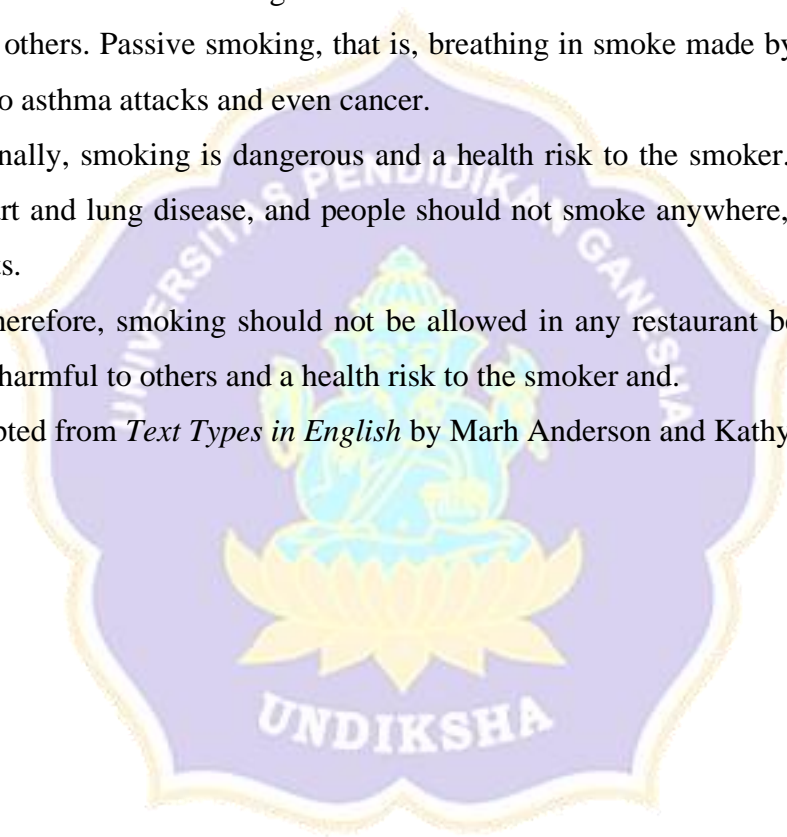 others. Passive smoking, that is, breathing in smoke made by
o asthma attacks and even cancer.
nally, smoking is dangerous and a health risk to the smoker.
art and lung disease, and people should not smoke anywhere,
s.
herefore, smoking should not be allowed in any restaurant be
harmful to others and a health risk to the smoker and.
pted from Text Types in English by Marh Anderson and Kathy
UNIVERSITAS PENDIDIKAN GANESHA
UNDIKSHA